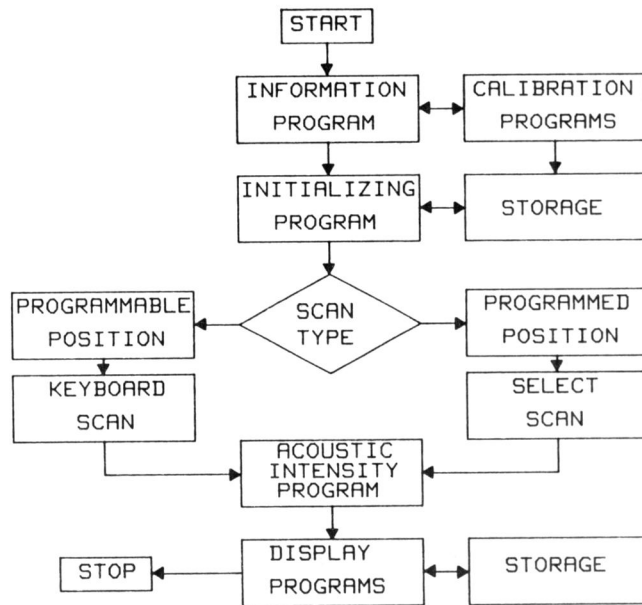 START
INFORMATION
PROGRAM
CALIBRATION
PROGRAMS
INITIALIZING
PROGRAM
STORAGE
SCAN
TYPE
PROGRAMMABLE
POSITION
PROGRAMMED
POSITION
KEYBOARD
SCAN
SELECT
SCAN
ACOUSTIC
INTENSITY
PROGRAM
DISPLAY
PROGRAMS
STORAGE
STOP